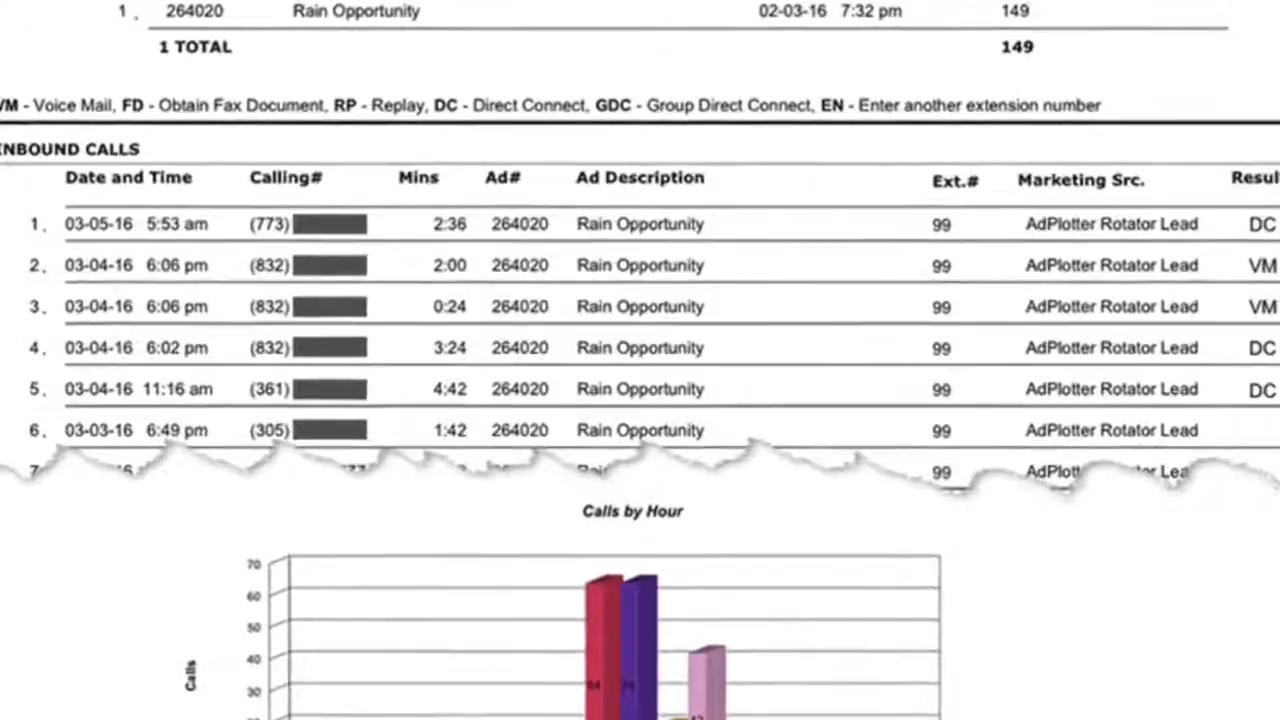 1. 264020 Rain Opportunity 02-03-16 7:32 pm 149
1 TOTAL 149
VM - Voice Mail, FD - Obtain Fax Document, RP - Replay, DC - Direct Connect, GDC - Group Direct Connect, EN - Enter another extension number
INBOUND CALLS
Date and Time Calling# Mins Ad# Ad Description Ext.# Marketing Src. Resul
1. 03-05-16 5:53 am (773) 2:36 264020 Rain Opportunity 99 AdPlotter Rotator Lead DC
2. 03-04-16 6:06 pm (832) 2:00 264020 Rain Opportunity 99 AdPlotter Rotator Lead VM
3. 03-04-16 6:06 pm (832) 0:24 264020 Rain Opportunity 99 AdPlotter Rotator Lead VM
4. 03-04-16 6:02 pm (832) 3:24 264020 Rain Opportunity 99 AdPlotter Rotator Lead DC
5. 03-04-16 11:16 am (361) 4:42 264020 Rain Opportunity 99 AdPlotter Rotator Lead DC
6. 03-03-16 6:49 pm (305) 1:42 264020 Rain Opportunity 99 AdPlotter Rotator Lead
99
Calls by Hour
70
60
50
40
30
Calls